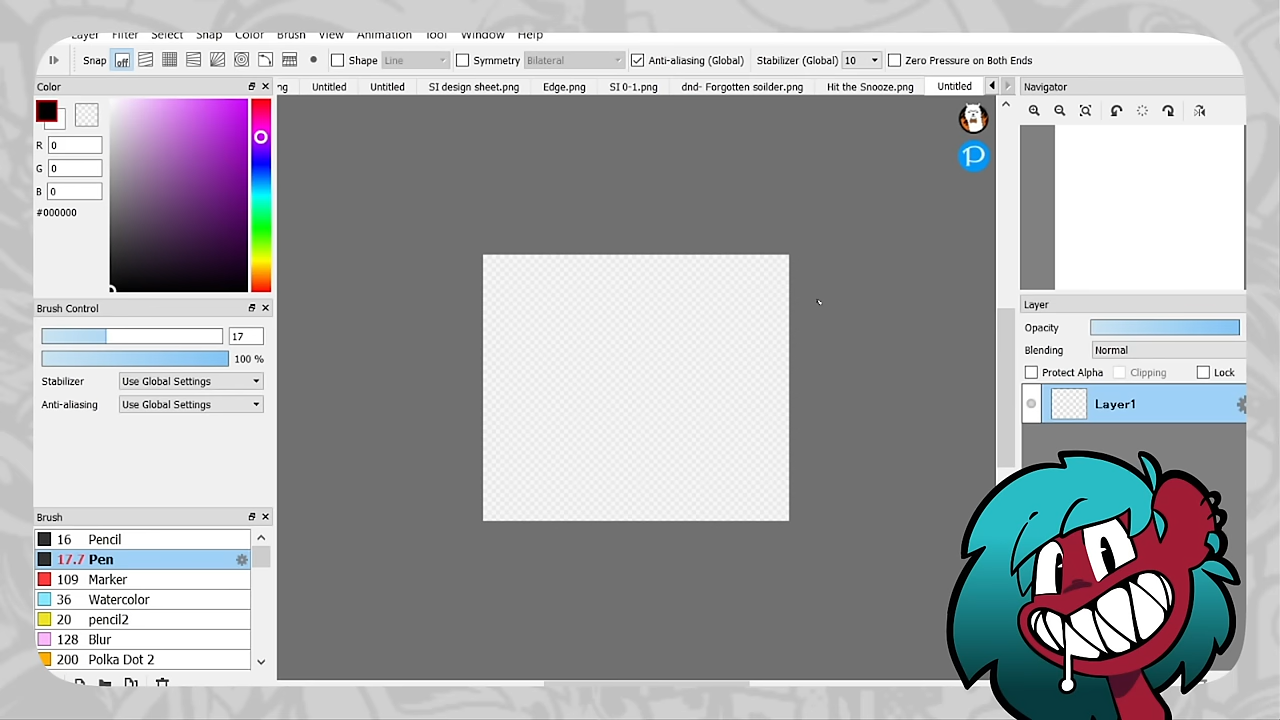 Layer Filter Select Snap Color Brush View Animation Tool Window Help
Snap off Shape Line Symmetry Bilateral Anti-aliasing (Global) Stabilizer (Global) 10 Zero Pressure on Both Ends
Color
ng Untitled Untitled SI design sheet.png Edge.png SI 0-1.png dnd- Forgotten soilder.png Hit the Snooze.png Untitled
Navigator
R 0
G 0
B 0
#000000
P
Brush Control
17
100 %
Stabilizer Use Global Settings
Anti-aliasing Use Global Settings
Layer
Opacity
Blending Normal
Protect Alpha Clipping Lock
Layer1
Brush
16 Pencil
17.7 Pen
109 Marker
36 Watercolor
20 pencil2
128 Blur
200 Polka Dot 2